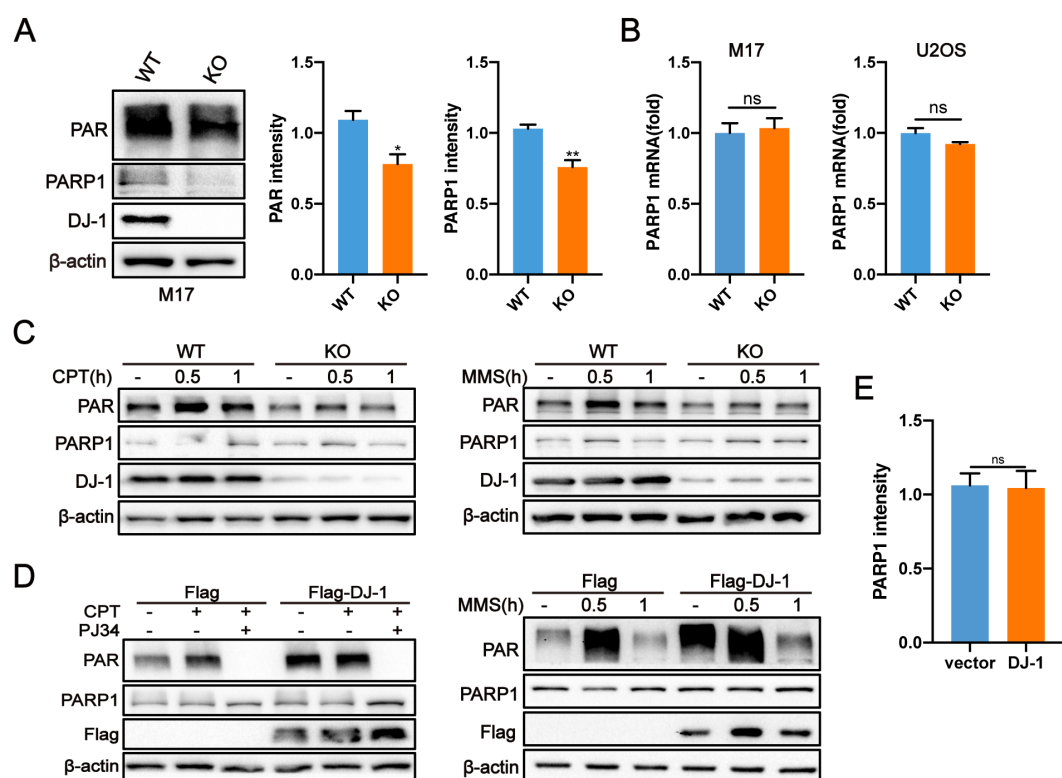 A
WT KO
PAR
PARP1
DJ-1
β-actin
M17
PAR intensity
1.5
1.0
0.5
0.0
*
WT KO
PARP1 intensity
1.5
1.0
0.5
0.0
**
WT KO
B
M17
PARP1 mRNA(fold)
1.5
1.0
0.5
0.0
ns
WT KO
U2OS
PARP1 mRNA(fold)
1.5
1.0
0.5
0.0
ns
WT KO
C
WT KO
CPT(h) - 0.5 1 - 0.5 1
PAR
PARP1
DJ-1
β-actin
WT KO
MMS(h) - 0.5 1 - 0.5 1
PAR
PARP1
DJ-1
β-actin
D
Flag Flag-DJ-1
CPT - + + - + +
PJ34 - - + - - +
PAR
PARP1
Flag
β-actin
Flag Flag-DJ-1
MMS(h) - 0.5 1 - 0.5 1
PAR
PARP1
Flag
β-actin
E
PARP1 intensity
1.5
1.0
0.5
0.0
ns
vector DJ-1